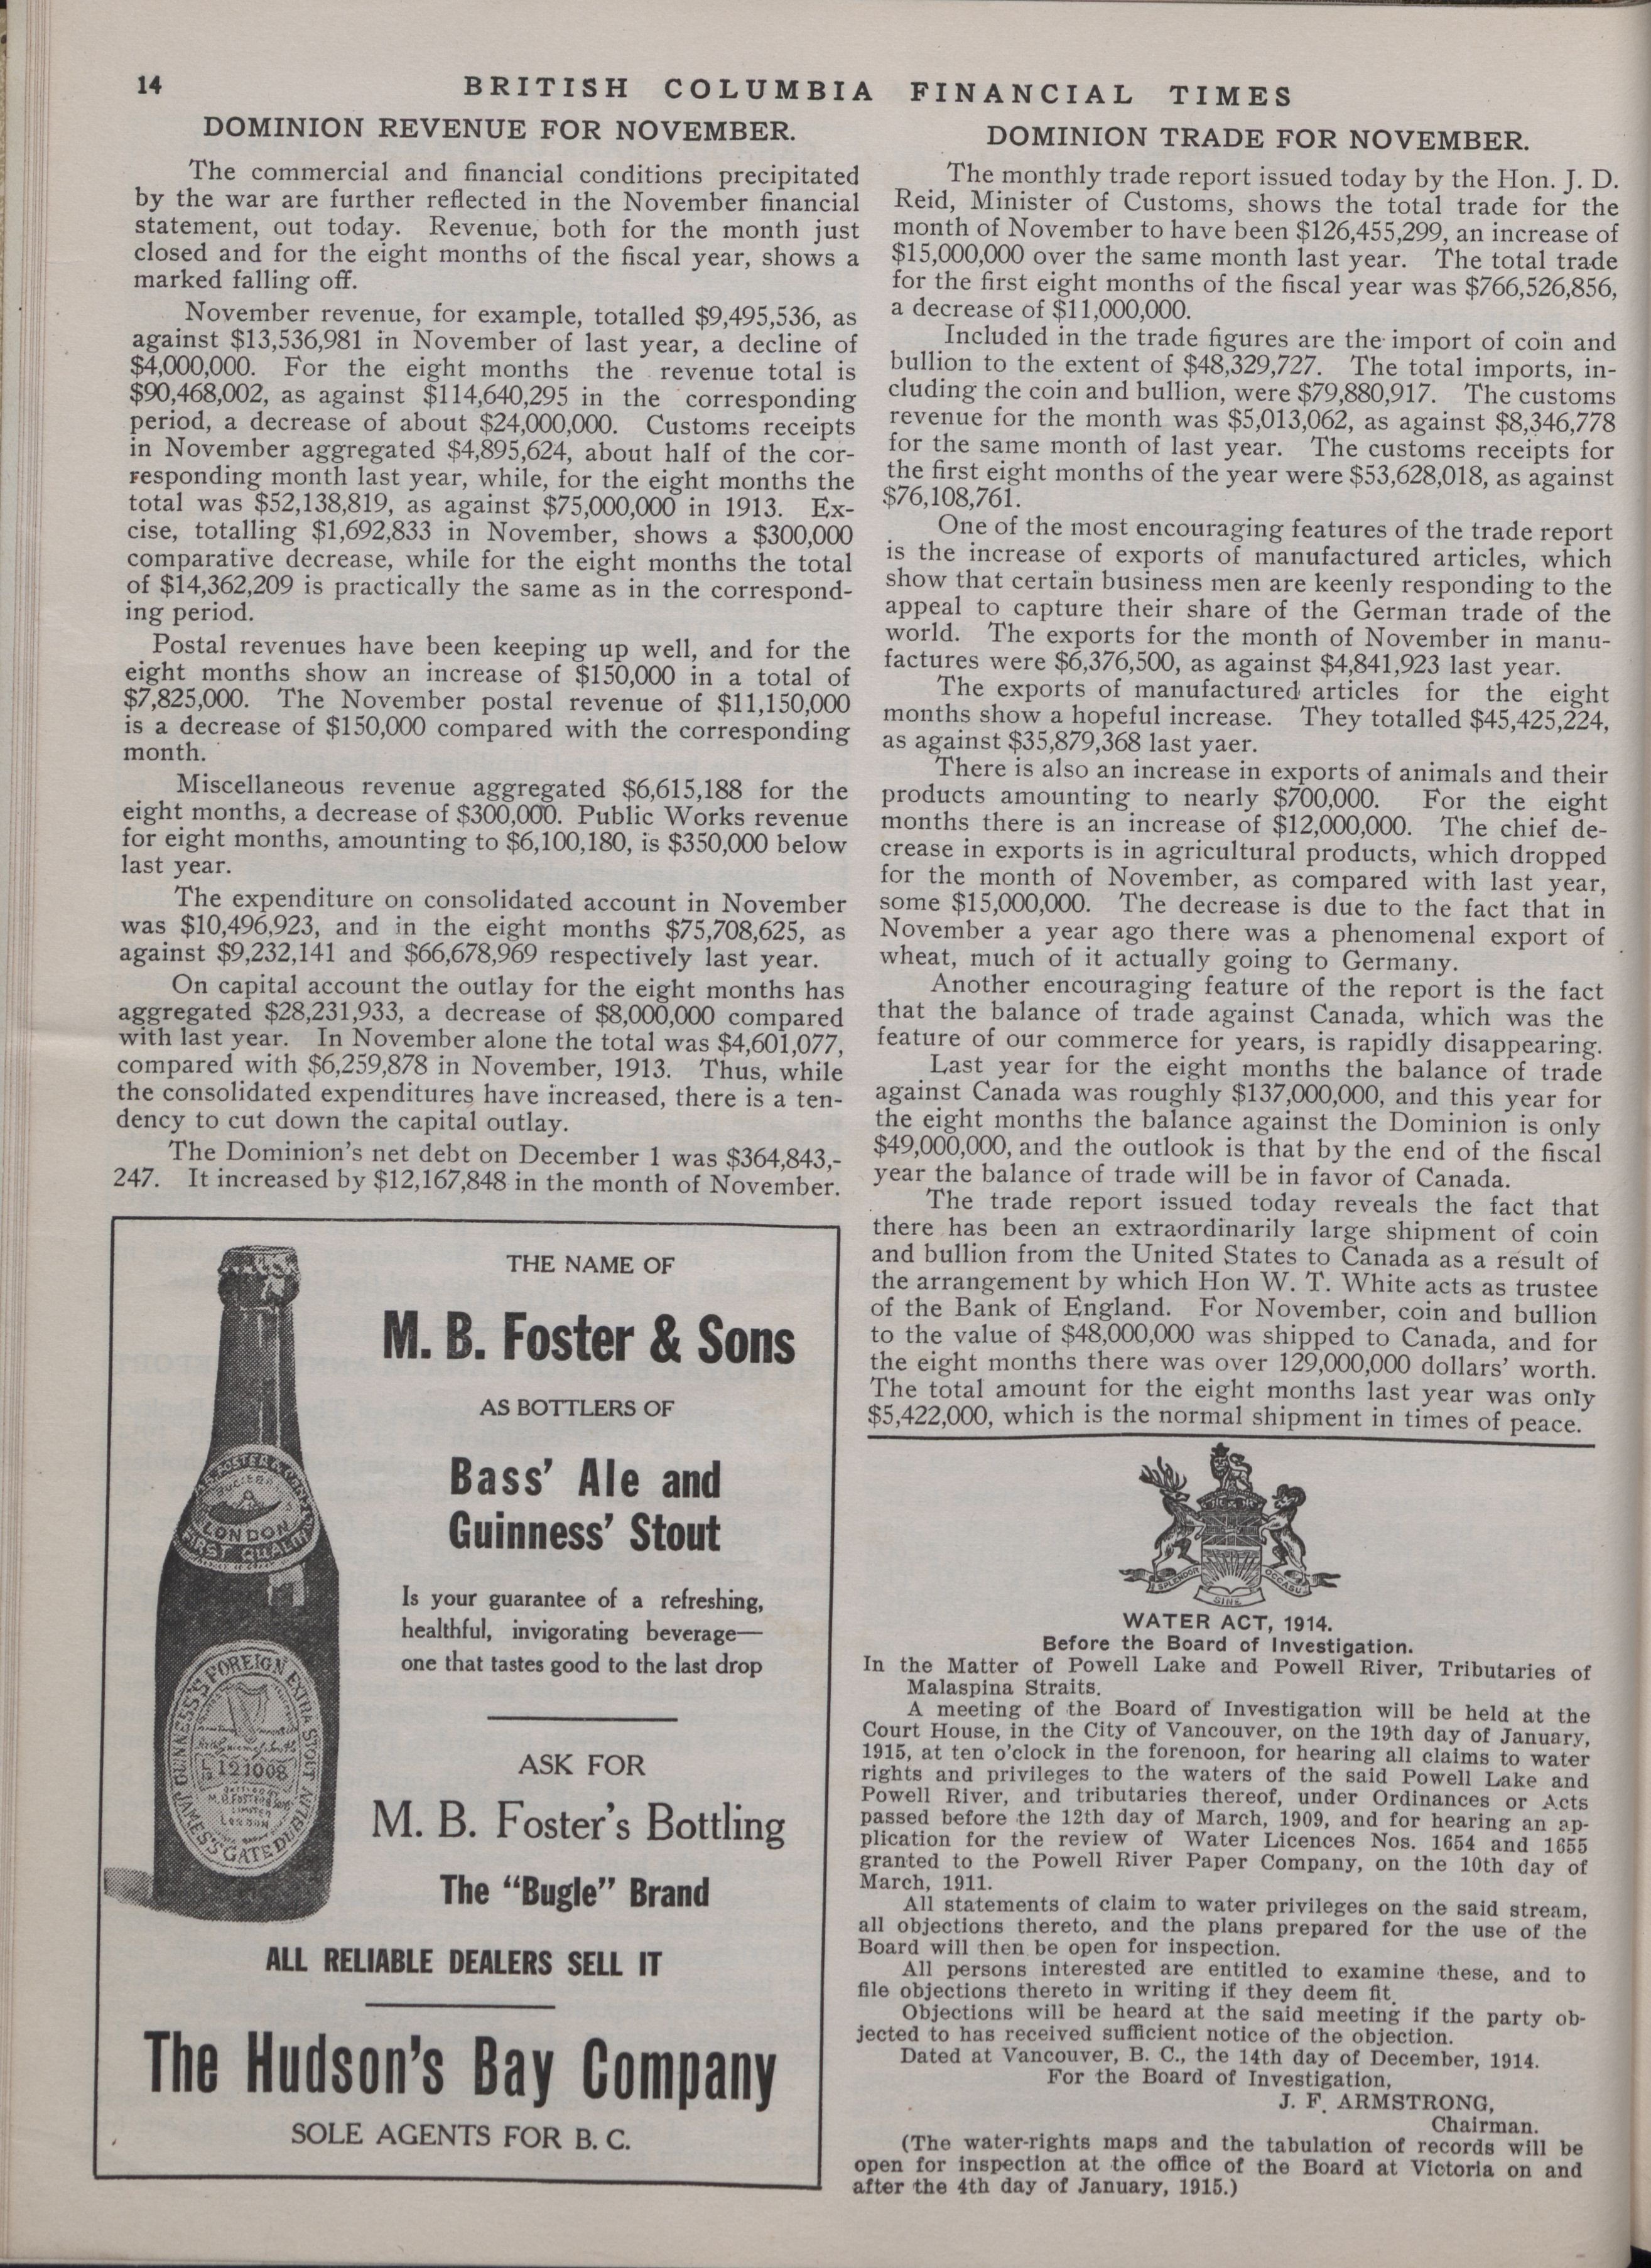 14
BRITISH COLUMBIA FINANCIAL TIMES
DOMINION REVENUE FOR NOVEMBER.
The commercial and financial conditions precipitated
by the war are further reflected in the November financial
statement, out today. Revenue, both for the month just
closed and for the eight months of the fiscal year, shows a
marked falling off.
November revenue, for example, totalled $9,495,536, as
against $13,536,981 in November of last year, a decline of
$4,000,000. For the eight months the revenue total is
$90,468,002, as against $114,640,295 in the corresponding
period, a decrease of about $24,000,000. Customs receipts
in November aggregated $4,895,624, about half of the cor-
responding month last year, while, for the eight months the
total was $52,138,819, as against $75,000,000 in 1913. Ex-
cise, totalling $1,692,833 in November, shows a $300,000
comparative decrease, while for the eight months the total
of $14,362,209 is practically the same as in the correspond-
ing period.
Postal revenues have been keeping up well, and for the
eight months show an increase of $150,000 in a total of
$7,825,000. The November postal revenue of $11,150,000
is a decrease of $150,000 compared with the corresponding
month.
Miscellaneous revenue aggregated $6,615,188 for the
eight months, a decrease of $300,000. Public Works revenue
for eight months, amounting to $6,100,180, is $350,000 below
last year.
The expenditure on consolidated account in November
was $10,496,923, and in the eight months $75,708,625, as
against $9,232,141 and $66,678,969 respectively last year.
On capital account the outlay for the eight months has
aggregated $28,231,933, a decrease of $8,000,000 compared
with last year. In November alone the total was $4,601,077,
compared with $6,259,878 in November, 1913. Thus, while
the consolidated expenditures have increased, there is a ten-
dency to cut down the capital outlay.
The Dominion's net debt on December 1 was $364,843,-
247. It increased by $12,167,848 in the month of November.
THE NAME OF
M. B. Foster & Sons
AS BOTTLERS OF
Bass' Ale and
Guinness' Stout
Is your guarantee of a refreshing,
healthful, invigorating beverage—
one that tastes good to the last drop
ASK FOR
M. B. Foster's Bottling
The "Bugle" Brand
ALL RELIABLE DEALERS SELL IT
The Hudson's Bay Company
SOLE AGENTS FOR B. C.
LONDON
FIRST QUALITY
GUINNESS'S FOREIGN EXTRA STOUT
121008
M. B. FOSTER & SONS
LIMITED
LONDON
JAMES'S GATE DUBLIN
DOMINION TRADE FOR NOVEMBER.
The monthly trade report issued today by the Hon. J. D.
Reid, Minister of Customs, shows the total trade for the
month of November to have been $126,455,299, an increase of
$15,000,000 over the same month last year. The total trade
for the first eight months of the fiscal year was $766,526,856,
a decrease of $11,000,000.
Included in the trade figures are the import of coin and
bullion to the extent of $48,329,727. The total imports, in-
cluding the coin and bullion, were $79,880,917. The customs
revenue for the month was $5,013,062, as against $8,346,778
for the same month of last year. The customs receipts for
the first eight months of the year were $53,628,018, as against
$76,108,761.
One of the most encouraging features of the trade report
is the increase of exports of manufactured articles, which
show that certain business men are keenly responding to the
appeal to capture their share of the German trade of the
world. The exports for the month of November in manu-
factures were $6,376,500, as against $4,841,923 last year.
The exports of manufactured articles for the eight
months show a hopeful increase. They totalled $45,425,224,
as against $35,879,368 last yaer.
There is also an increase in exports of animals and their
products amounting to nearly $700,000. For the eight
months there is an increase of $12,000,000. The chief de-
crease in exports is in agricultural products, which dropped
for the month of November, as compared with last year,
some $15,000,000. The decrease is due to the fact that in
November a year ago there was a phenomenal export of
wheat, much of it actually going to Germany.
Another encouraging feature of the report is the fact
that the balance of trade against Canada, which was the
feature of our commerce for years, is rapidly disappearing.
Last year for the eight months the balance of trade
against Canada was roughly $137,000,000, and this year for
the eight months the balance against the Dominion is only
$49,000,000, and the outlook is that by the end of the fiscal
year the balance of trade will be in favor of Canada.
The trade report issued today reveals the fact that
there has been an extraordinarily large shipment of coin
and bullion from the United States to Canada as a result of
the arrangement by which Hon W. T. White acts as trustee
of the Bank of England. For November, coin and bullion
to the value of $48,000,000 was shipped to Canada, and for
the eight months there was over 129,000,000 dollars' worth.
The total amount for the eight months last year was only
$5,422,000, which is the normal shipment in times of peace.
SPLENDOR SINE OCCASU
WATER ACT, 1914.
Before the Board of Investigation.
In the Matter of Powell Lake and Powell River, Tributaries of
Malaspina Straits.
A meeting of the Board of Investigation will be held at the
Court House, in the City of Vancouver, on the 19th day of January,
1915, at ten o'clock in the forenoon, for hearing all claims to water
rights and privileges to the waters of the said Powell Lake and
Powell River, and tributaries thereof, under Ordinances or Acts
passed before the 12th day of March, 1909, and for hearing an ap-
plication for the review of Water Licences Nos. 1654 and 1655
granted to the Powell River Paper Company, on the 10th day of
March, 1911.
All statements of claim to water privileges on the said stream,
all objections thereto, and the plans prepared for the use of the
Board will then be open for inspection.
All persons interested are entitled to examine these, and to
file objections thereto in writing if they deem fit.
Objections will be heard at the said meeting if the party ob-
jected to has received sufficient notice of the objection.
Dated at Vancouver, B. C., the 14th day of December, 1914.
For the Board of Investigation,
J. F. ARMSTRONG,
Chairman.
(The water-rights maps and the tabulation of records will be
open for inspection at the office of the Board at Victoria on and
after the 4th day of January, 1915.)